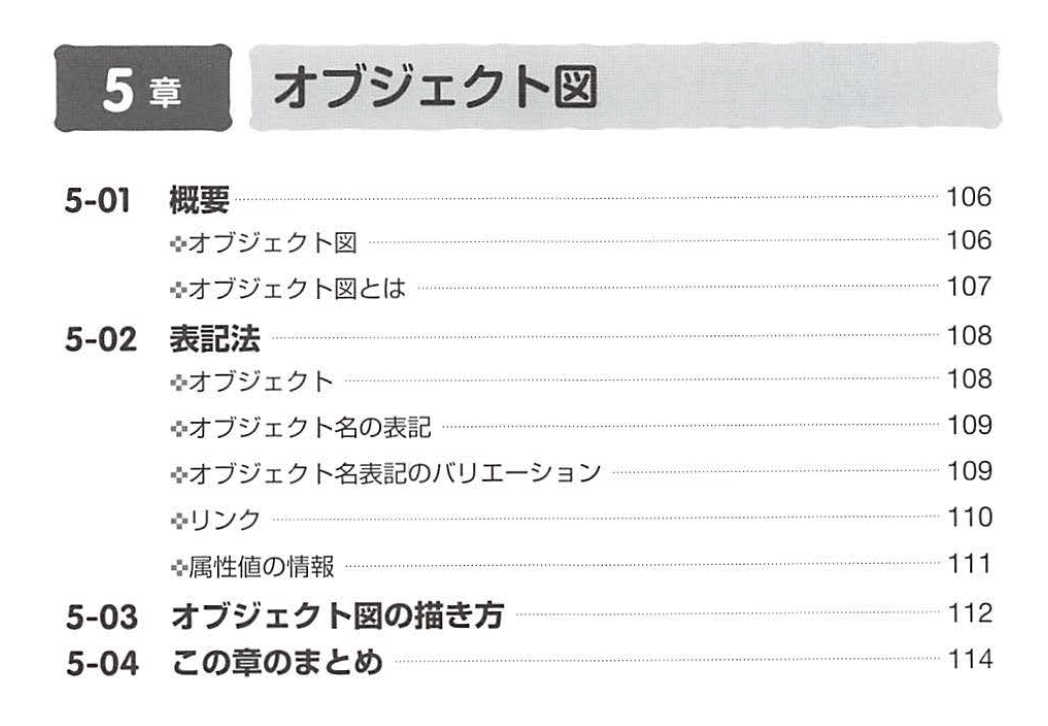 5章 オブジェクト図
5-01 概要 106
❖オブジェクト図 106
❖オブジェクト図とは 107
5-02 表記法 108
❖オブジェクト 108
❖オブジェクト名の表記 109
❖オブジェクト名表記のバリエーション 109
❖リンク 110
❖属性値の情報 111
5-03 オブジェクト図の描き方 112
5-04 この章のまとめ 114